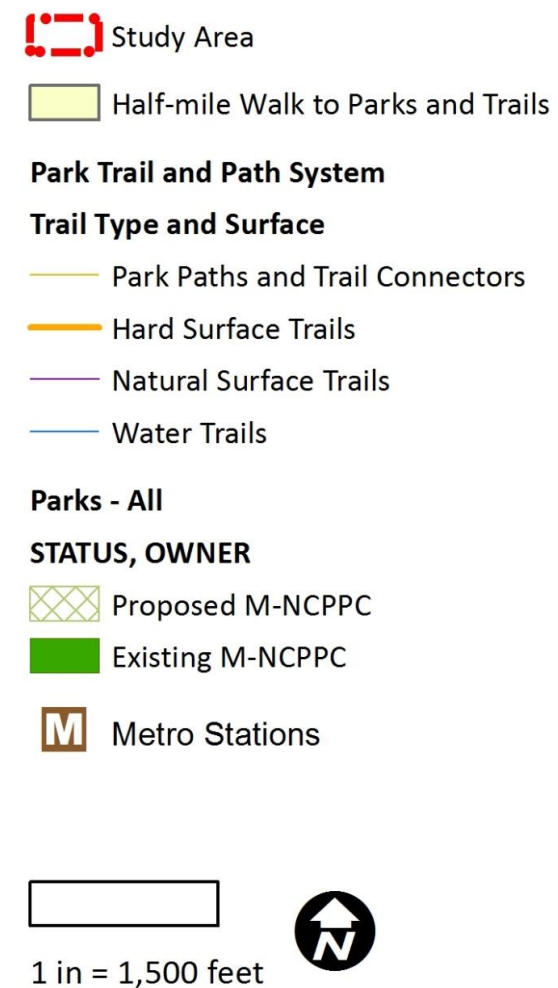 Study Area
Half-mile Walk to Parks and Trails
Park Trail and Path System
Trail Type and Surface
Park Paths and Trail Connectors
Hard Surface Trails
Natural Surface Trails
Water Trails
Parks - All
STATUS, OWNER
Proposed M-NCPPC
Existing M-NCPPC
M Metro Stations
N
1 in = 1,500 feet